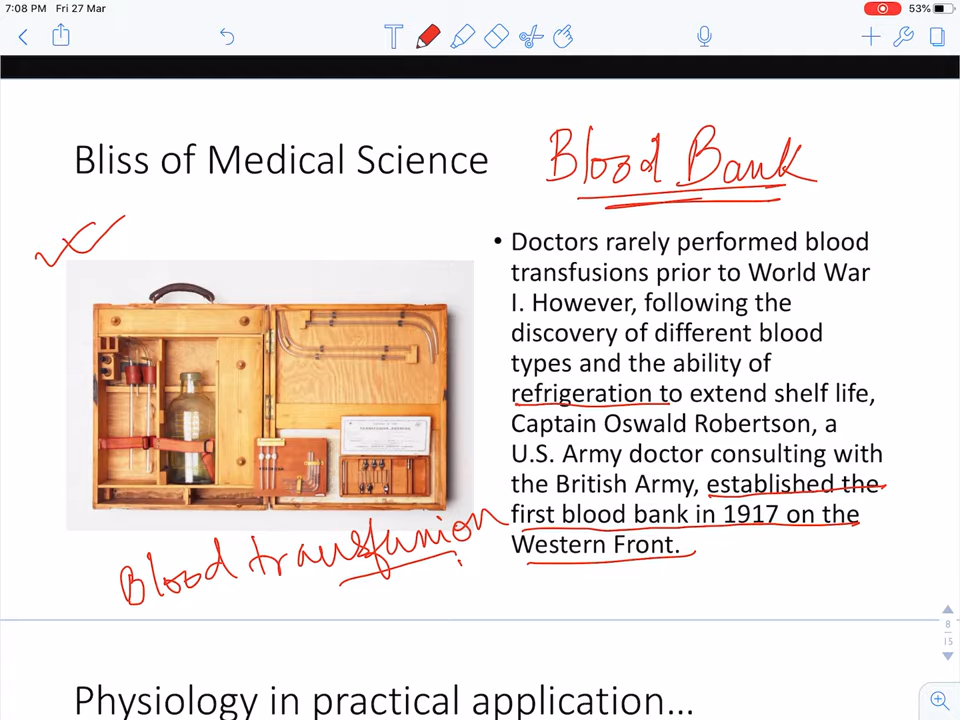 7:08 PM Fri 27 Mar
53%
T
Bliss of Medical Science
Blood Bank
• Doctors rarely performed blood
transfusions prior to World War
I. However, following the
discovery of different blood
types and the ability of
refrigeration to extend shelf life,
Captain Oswald Robertson, a
U.S. Army doctor consulting with
the British Army, established the
first blood bank in 1917 on the
Western Front.
Blood transfusion
8
15
Physiology in practical application...